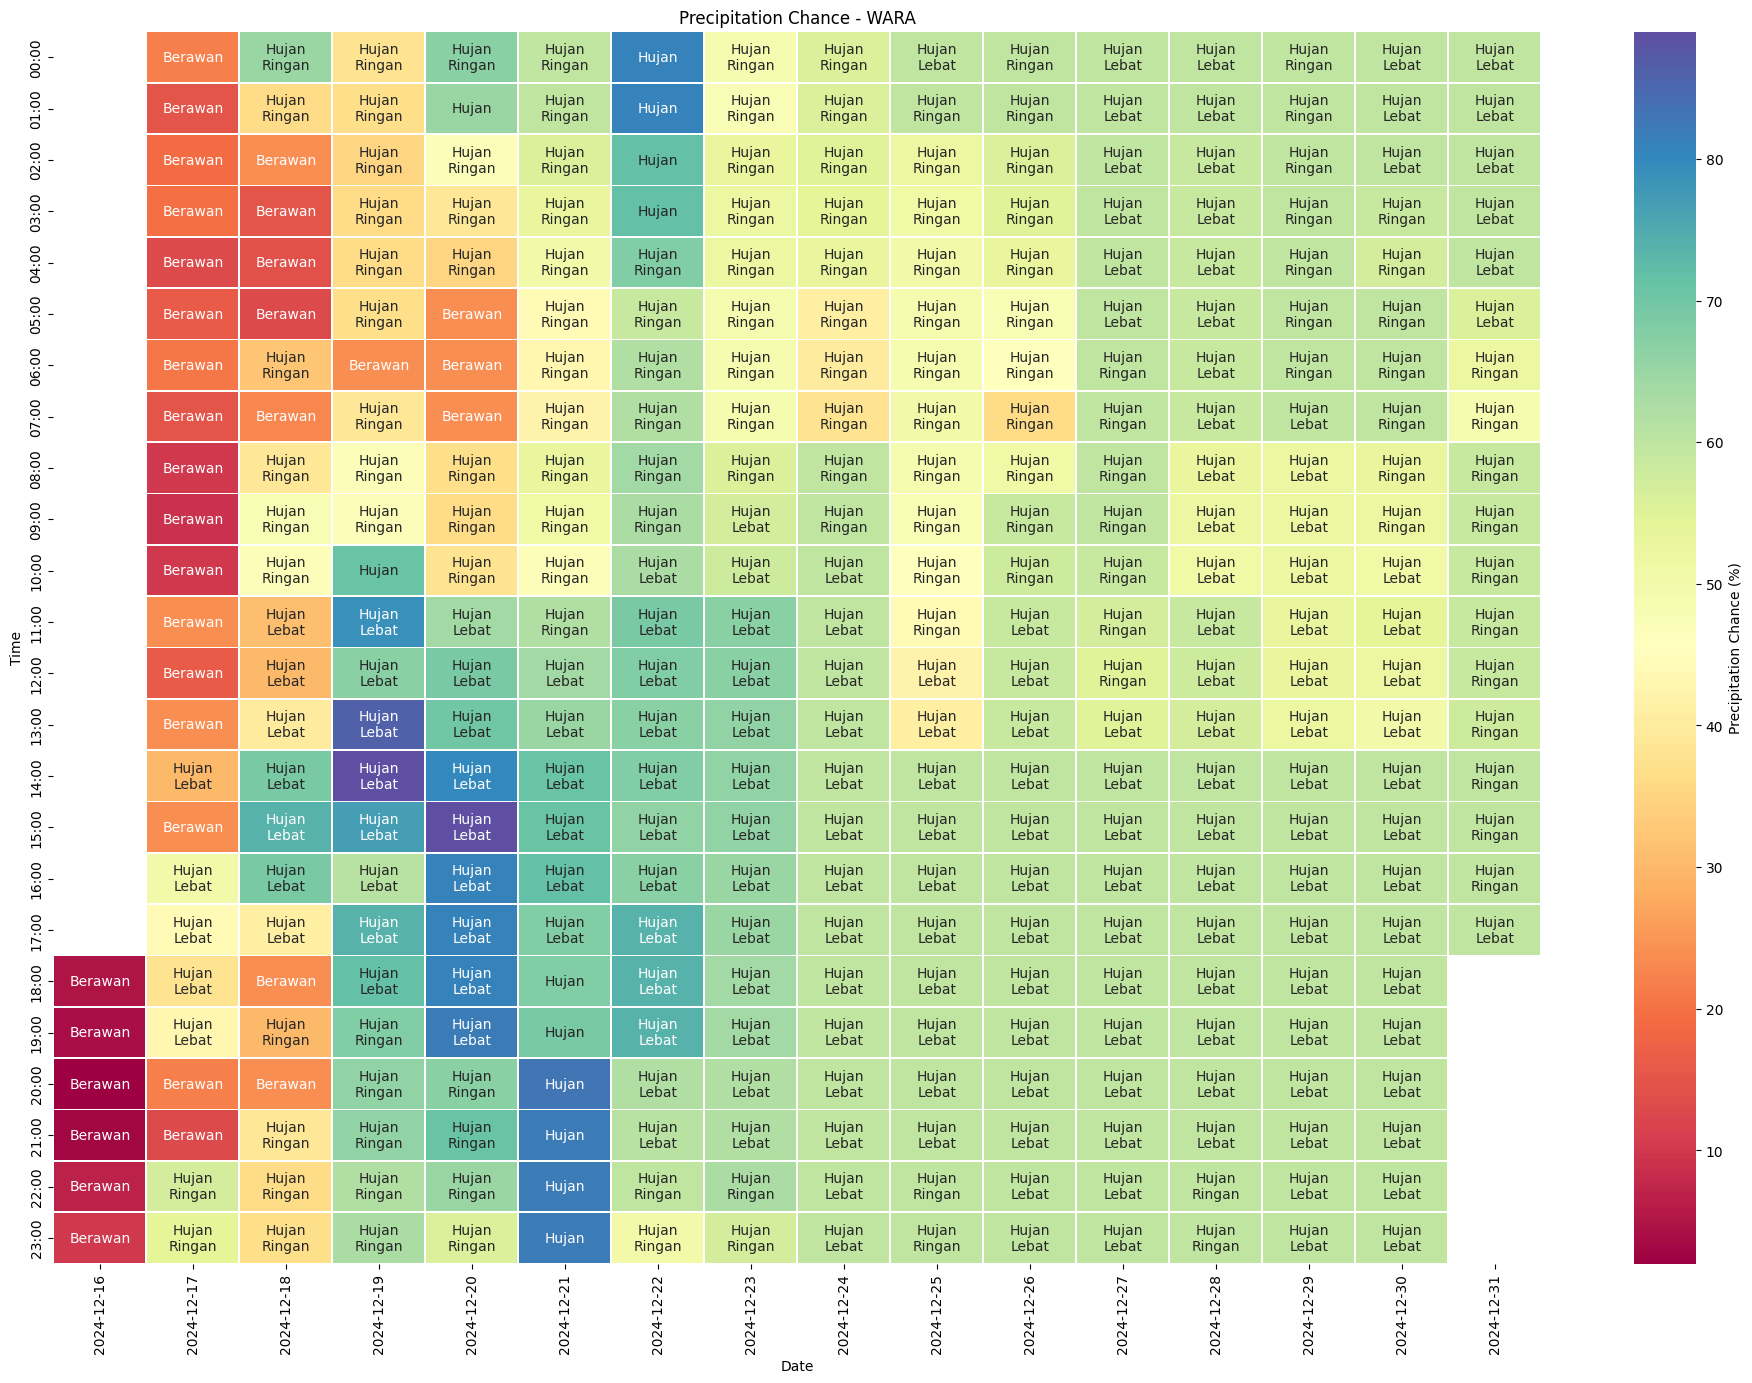 Precipitation Chance - WARA
00:00 Berawan Hujan Ringan Hujan Ringan Hujan Ringan Hujan Ringan Hujan Hujan Ringan Hujan Ringan Hujan Lebat Hujan Ringan Hujan Lebat Hujan Lebat Hujan Ringan Hujan Lebat Hujan Lebat
01:00 Berawan Hujan Ringan Hujan Ringan Hujan Hujan Ringan Hujan Hujan Ringan Hujan Ringan Hujan Ringan Hujan Ringan Hujan Lebat Hujan Lebat Hujan Ringan Hujan Lebat Hujan Lebat
02:00 Berawan Berawan Hujan Ringan Hujan Ringan Hujan Ringan Hujan Hujan Ringan Hujan Ringan Hujan Ringan Hujan Ringan Hujan Lebat Hujan Lebat Hujan Ringan Hujan Lebat Hujan Lebat
03:00 Berawan Berawan Hujan Ringan Hujan Ringan Hujan Ringan Hujan Hujan Ringan Hujan Ringan Hujan Ringan Hujan Ringan Hujan Lebat Hujan Lebat Hujan Ringan Hujan Ringan Hujan Lebat
04:00 Berawan Berawan Hujan Ringan Hujan Ringan Hujan Ringan Hujan Ringan Hujan Ringan Hujan Ringan Hujan Ringan Hujan Ringan Hujan Lebat Hujan Lebat Hujan Ringan Hujan Ringan Hujan Lebat
05:00 Berawan Berawan Hujan Ringan Berawan Hujan Ringan Hujan Ringan Hujan Ringan Hujan Ringan Hujan Ringan Hujan Ringan Hujan Lebat Hujan Lebat Hujan Ringan Hujan Ringan Hujan Lebat
06:00 Berawan Hujan Ringan Berawan Berawan Hujan Ringan Hujan Ringan Hujan Ringan Hujan Ringan Hujan Ringan Hujan Ringan Hujan Ringan Hujan Lebat Hujan Ringan Hujan Ringan Hujan Ringan
07:00 Berawan Berawan Hujan Ringan Berawan Hujan Ringan Hujan Ringan Hujan Ringan Hujan Ringan Hujan Ringan Hujan Ringan Hujan Ringan Hujan Lebat Hujan Lebat Hujan Ringan Hujan Ringan
08:00 Berawan Hujan Ringan Hujan Ringan Hujan Ringan Hujan Ringan Hujan Ringan Hujan Ringan Hujan Ringan Hujan Ringan Hujan Ringan Hujan Ringan Hujan Lebat Hujan Lebat Hujan Ringan Hujan Ringan
09:00 Berawan Hujan Ringan Hujan Ringan Hujan Ringan Hujan Ringan Hujan Ringan Hujan Lebat Hujan Ringan Hujan Ringan Hujan Ringan Hujan Ringan Hujan Lebat Hujan Lebat Hujan Ringan Hujan Ringan
10:00 Berawan Hujan Ringan Hujan Hujan Ringan Hujan Ringan Hujan Lebat Hujan Lebat Hujan Lebat Hujan Ringan Hujan Ringan Hujan Ringan Hujan Lebat Hujan Lebat Hujan Lebat Hujan Ringan
11:00 Berawan Hujan Lebat Hujan Lebat Hujan Lebat Hujan Ringan Hujan Lebat Hujan Lebat Hujan Lebat Hujan Ringan Hujan Lebat Hujan Ringan Hujan Lebat Hujan Lebat Hujan Lebat Hujan Ringan
12:00 Berawan Hujan Lebat Hujan Lebat Hujan Lebat Hujan Lebat Hujan Lebat Hujan Lebat Hujan Lebat Hujan Lebat Hujan Lebat Hujan Ringan Hujan Lebat Hujan Lebat Hujan Lebat Hujan Ringan
13:00 Berawan Hujan Lebat Hujan Lebat Hujan Lebat Hujan Lebat Hujan Lebat Hujan Lebat Hujan Lebat Hujan Lebat Hujan Lebat Hujan Lebat Hujan Lebat Hujan Lebat Hujan Lebat Hujan Ringan
14:00 Hujan Lebat Hujan Lebat Hujan Lebat Hujan Lebat Hujan Lebat Hujan Lebat Hujan Lebat Hujan Lebat Hujan Lebat Hujan Lebat Hujan Lebat Hujan Lebat Hujan Lebat Hujan Lebat Hujan Ringan
15:00 Berawan Hujan Lebat Hujan Lebat Hujan Lebat Hujan Lebat Hujan Lebat Hujan Lebat Hujan Lebat Hujan Lebat Hujan Lebat Hujan Lebat Hujan Lebat Hujan Lebat Hujan Lebat Hujan Ringan
16:00 Hujan Lebat Hujan Lebat Hujan Lebat Hujan Lebat Hujan Lebat Hujan Lebat Hujan Lebat Hujan Lebat Hujan Lebat Hujan Lebat Hujan Lebat Hujan Lebat Hujan Lebat Hujan Lebat Hujan Ringan
17:00 Hujan Lebat Hujan Lebat Hujan Lebat Hujan Lebat Hujan Lebat Hujan Lebat Hujan Lebat Hujan Lebat Hujan Lebat Hujan Lebat Hujan Lebat Hujan Lebat Hujan Lebat Hujan Lebat Hujan Lebat
18:00 Berawan Hujan Lebat Berawan Hujan Lebat Hujan Lebat Hujan Hujan Lebat Hujan Lebat Hujan Lebat Hujan Lebat Hujan Lebat Hujan Lebat Hujan Lebat Hujan Lebat Hujan Lebat
19:00 Berawan Hujan Lebat Hujan Ringan Hujan Ringan Hujan Lebat Hujan Hujan Lebat Hujan Lebat Hujan Lebat Hujan Lebat Hujan Lebat Hujan Lebat Hujan Lebat Hujan Lebat Hujan Lebat
20:00 Berawan Berawan Berawan Hujan Ringan Hujan Ringan Hujan Hujan Lebat Hujan Lebat Hujan Lebat Hujan Lebat Hujan Lebat Hujan Lebat Hujan Lebat Hujan Lebat Hujan Lebat
21:00 Berawan Berawan Hujan Ringan Hujan Ringan Hujan Ringan Hujan Hujan Lebat Hujan Lebat Hujan Lebat Hujan Lebat Hujan Lebat Hujan Lebat Hujan Lebat Hujan Lebat Hujan Lebat
22:00 Berawan Hujan Ringan Hujan Ringan Hujan Ringan Hujan Ringan Hujan Hujan Ringan Hujan Ringan Hujan Lebat Hujan Ringan Hujan Lebat Hujan Lebat Hujan Ringan Hujan Lebat Hujan Lebat
23:00 Berawan Hujan Ringan Hujan Ringan Hujan Ringan Hujan Ringan Hujan Hujan Ringan Hujan Ringan Hujan Lebat Hujan Ringan Hujan Lebat Hujan Lebat Hujan Ringan Hujan Lebat Hujan Lebat
Time
2024-12-16 2024-12-17 2024-12-18 2024-12-19 2024-12-20 2024-12-21 2024-12-22 2024-12-23 2024-12-24 2024-12-25 2024-12-26 2024-12-27 2024-12-28 2024-12-29 2024-12-30 2024-12-31
Date
80
70
60
50
40
30
20
10
Precipitation Chance (%)